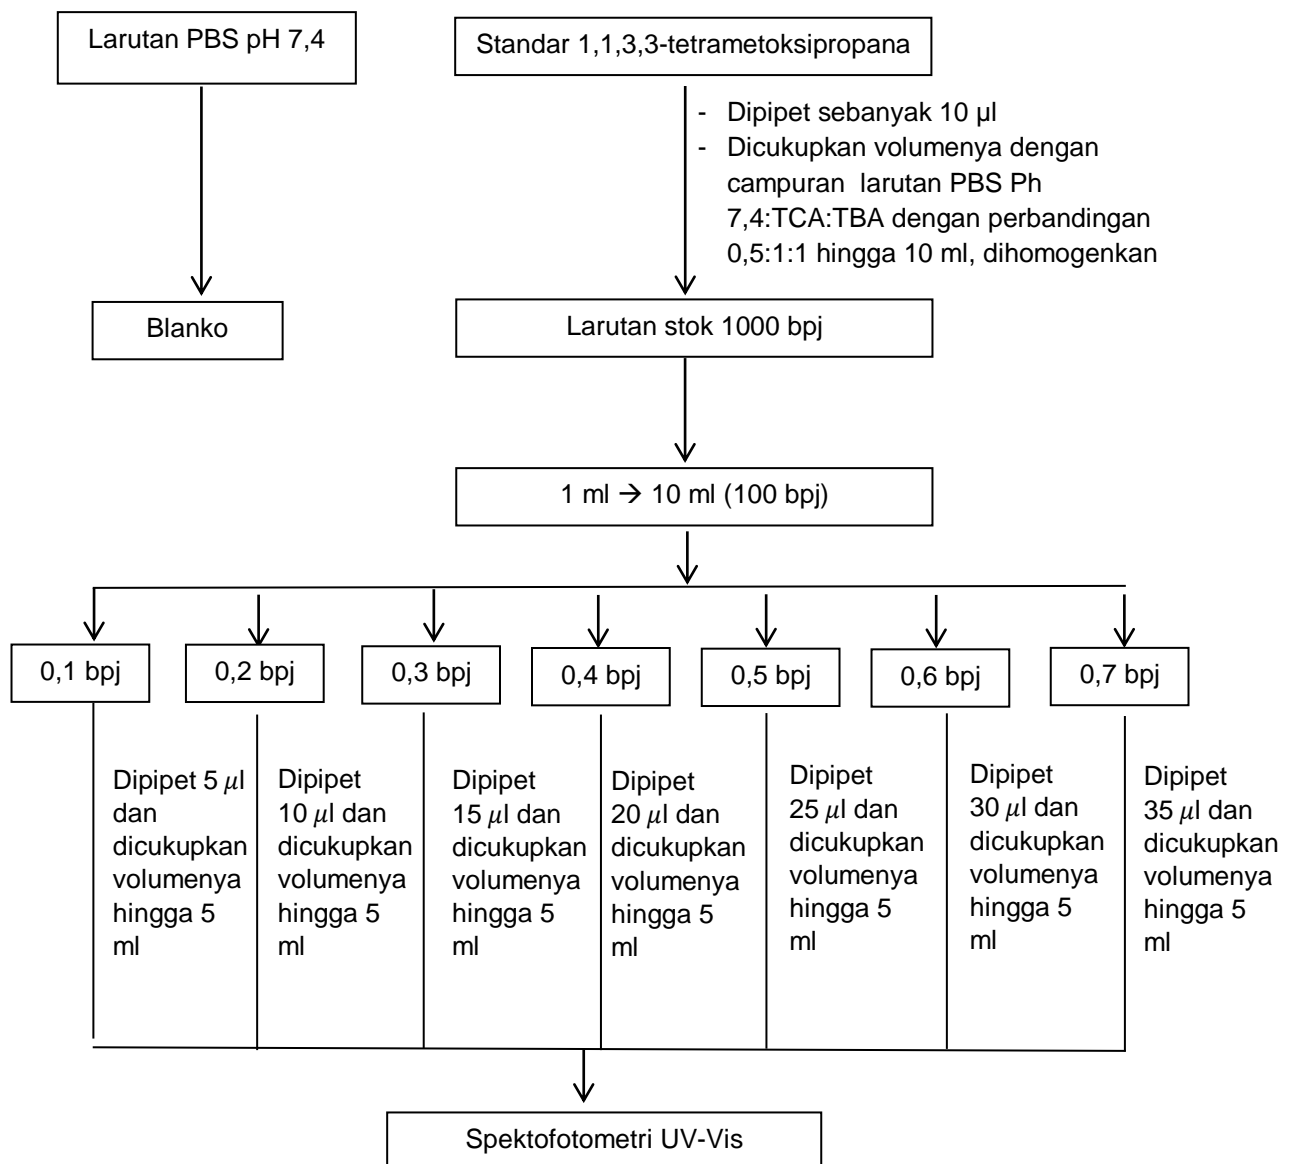 Larutan PBS pH 7,4
Standar 1,1,3,3-tetrametoksipropana
- Dipipet sebanyak 10 µl
- Dicukupkan volumenya dengan
campuran larutan PBS Ph
7,4:TCA:TBA dengan perbandingan
0,5:1:1 hingga 10 ml, dihomogenkan
Blanko
Larutan stok 1000 bpj
1 ml → 10 ml (100 bpj)
0,1 bpj
0,2 bpj
0,3 bpj
0,4 bpj
0,5 bpj
0,6 bpj
0,7 bpj
Dipipet 5 µl
dan
dicukupkan
volumenya
hingga 5
ml
Dipipet
10 µl dan
dicukupkan
volumenya
hingga 5
ml
Dipipet
15 µl dan
dicukupkan
volumenya
hingga 5
ml
Dipipet
20 µl dan
dicukupkan
volumenya
hingga 5
ml
Dipipet
25 µl dan
dicukupkan
volumenya
hingga 5
ml
Dipipet
30 µl dan
dicukupkan
volumenya
hingga 5
ml
Dipipet
35 µl dan
dicukupkan
volumenya
hingga 5
ml
Spektofotometri UV-Vis